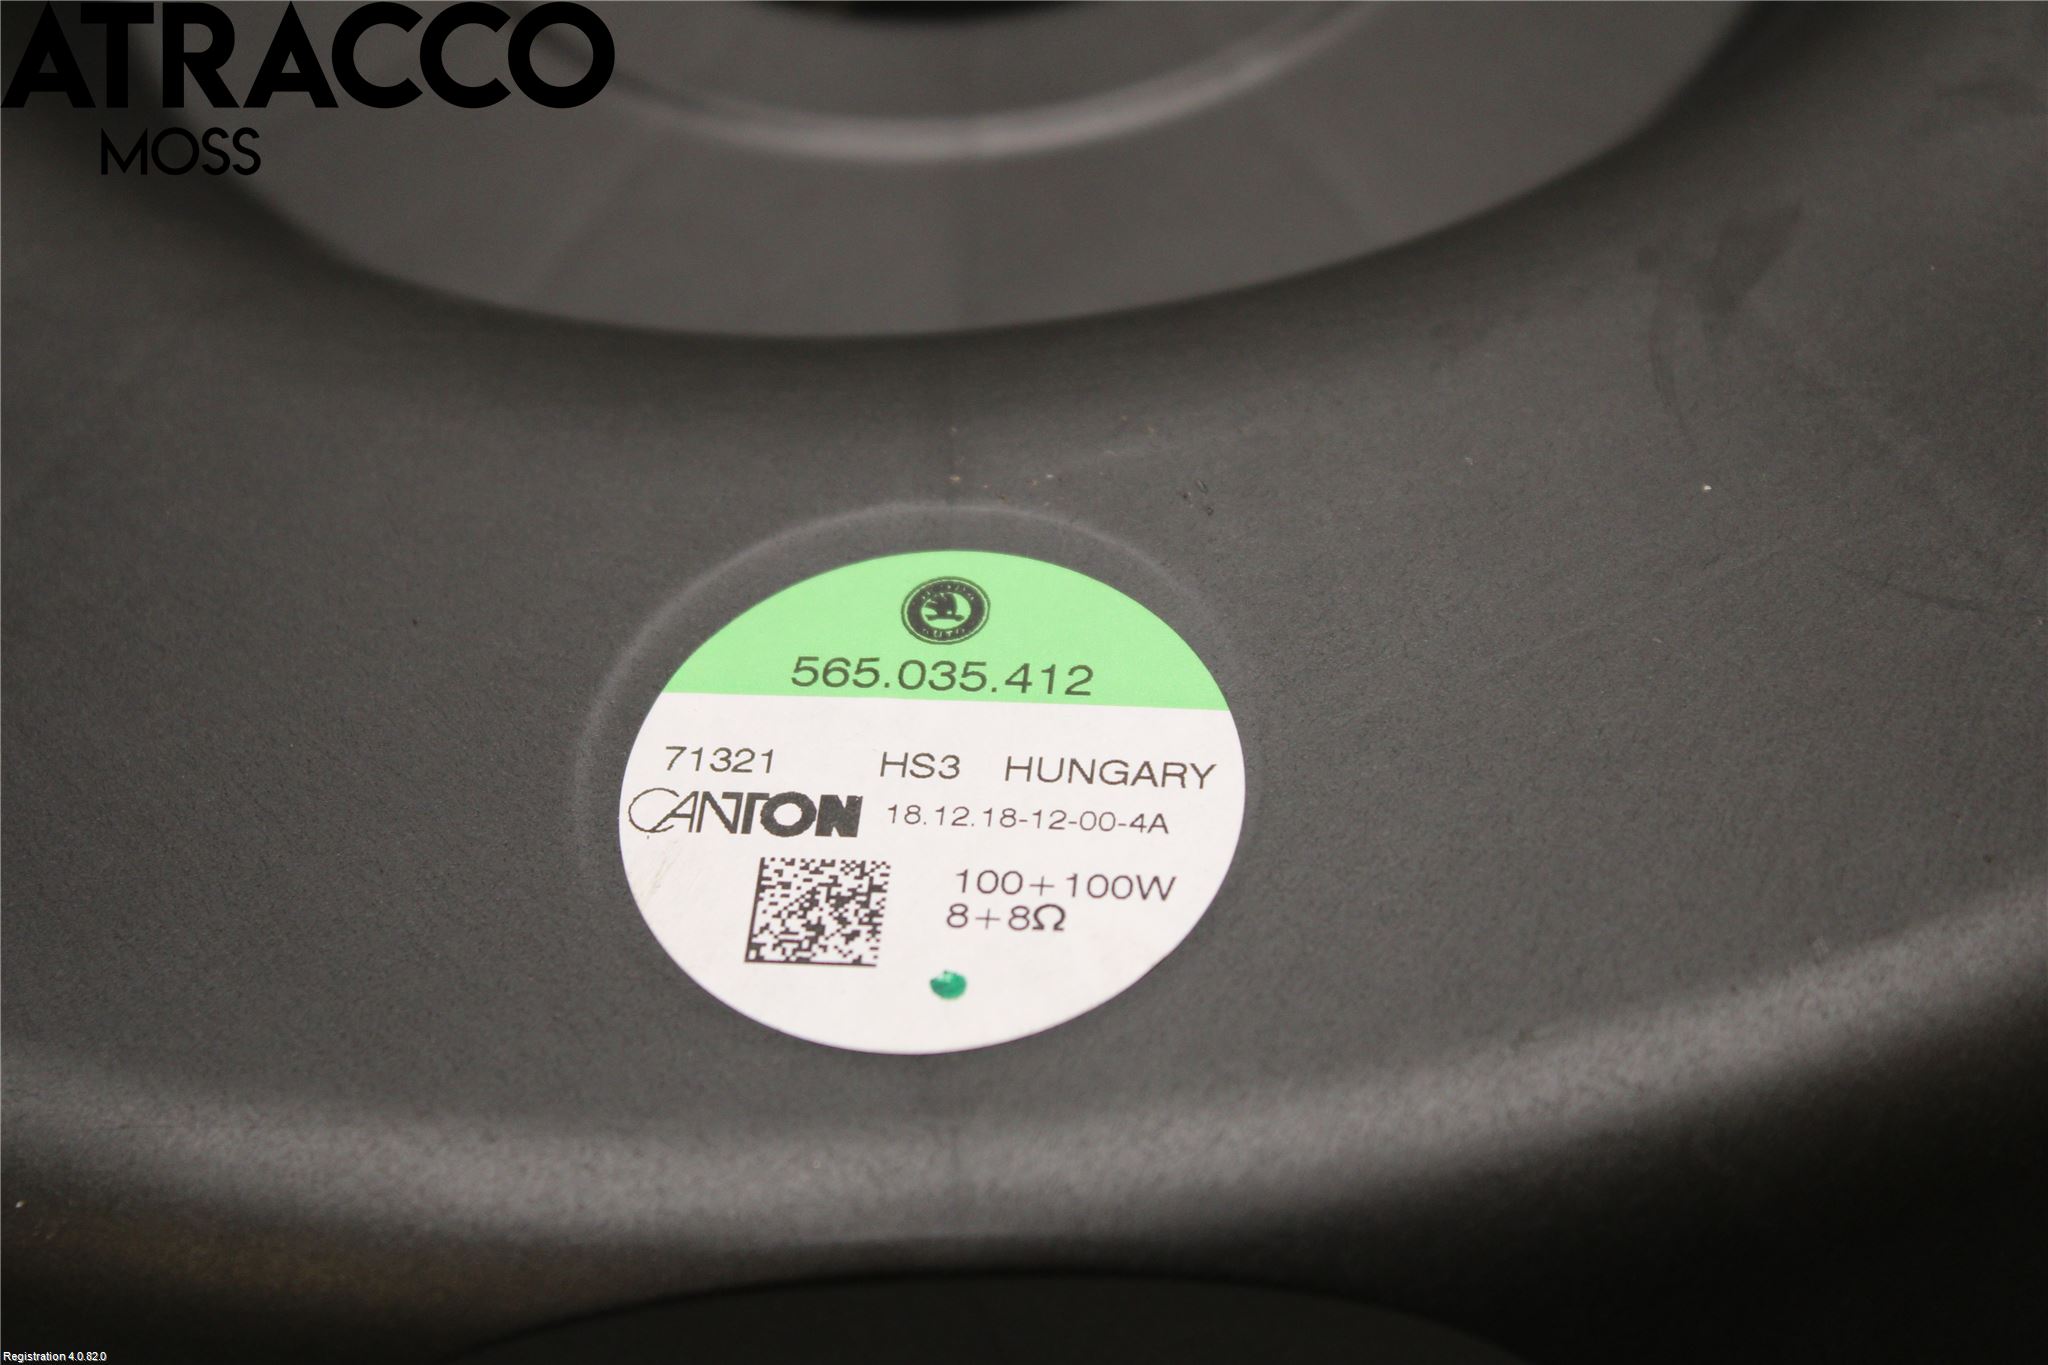 ATRACCO
MOSS
AUTO
565.035.412
71321 HS3 HUNGARY
CANTON 18.12.18-12-00-4A
100+100W
8+8Ω
Registration 4.0.82.0